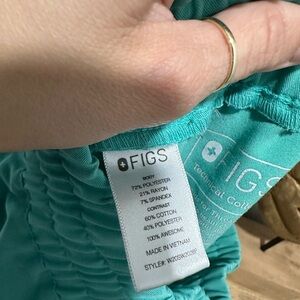 FIGS
BODY
72% POLYESTER
21% RAYON
7% SPANDEX
CONTRAST
60% COTTON
40% POLYESTER
100% AWESOME
MADE IN VIETNAM
FIGS